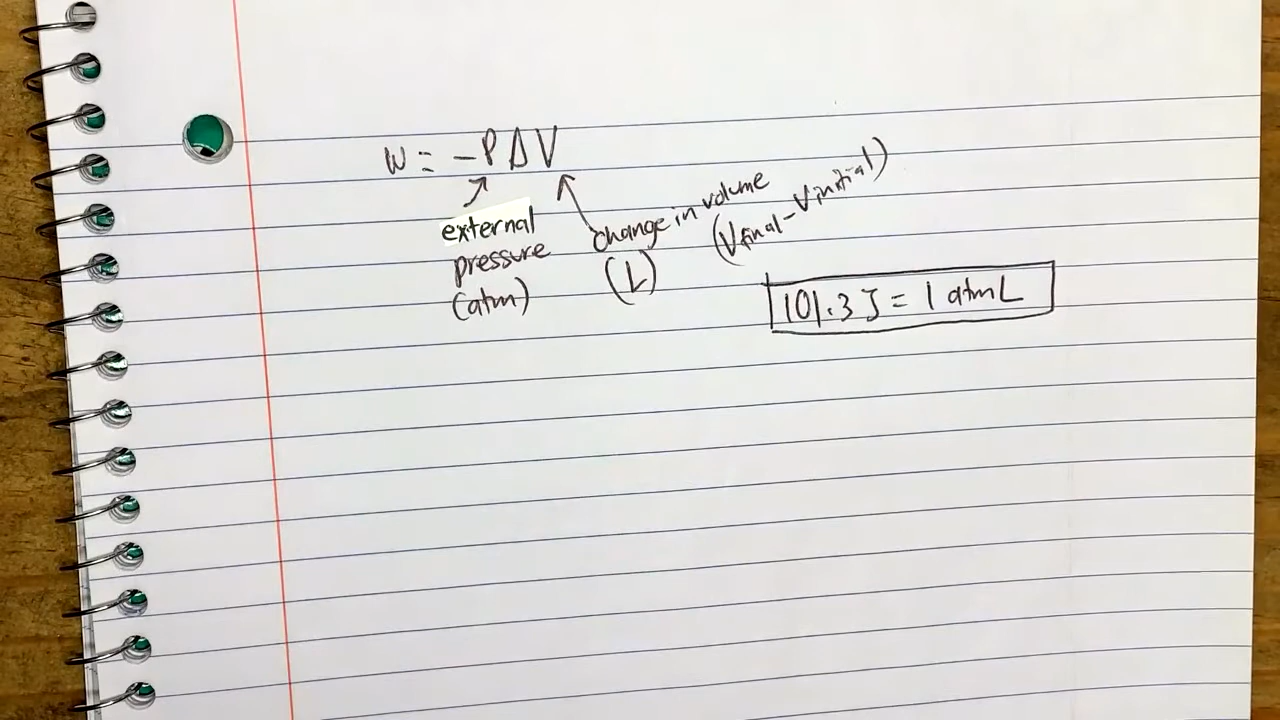 w = -PΔV
external
pressure
(atm)
change in volume
(L)
(Vfinal-Vinitial)
101.3 J = 1 atmL